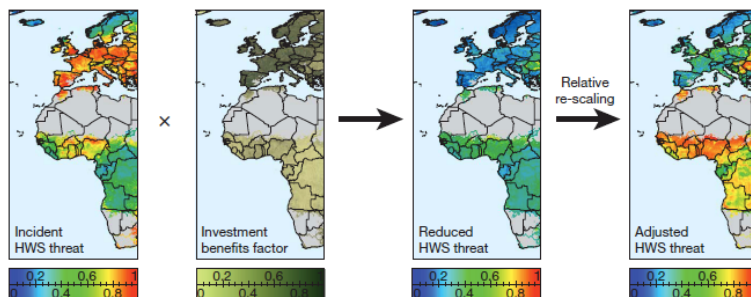 Incident
HWS threat
×
Investment
benefits factor
Reduced
HWS threat
Relative
re-scaling
Adjusted
HWS threat
0.2 0.6 1
0 0.4 0.8
0.2 0.6 1
0 0.4 0.8
0.2 0.6 1
0 0.4 0.8
0.2 0.6 1
0 0.4 0.8